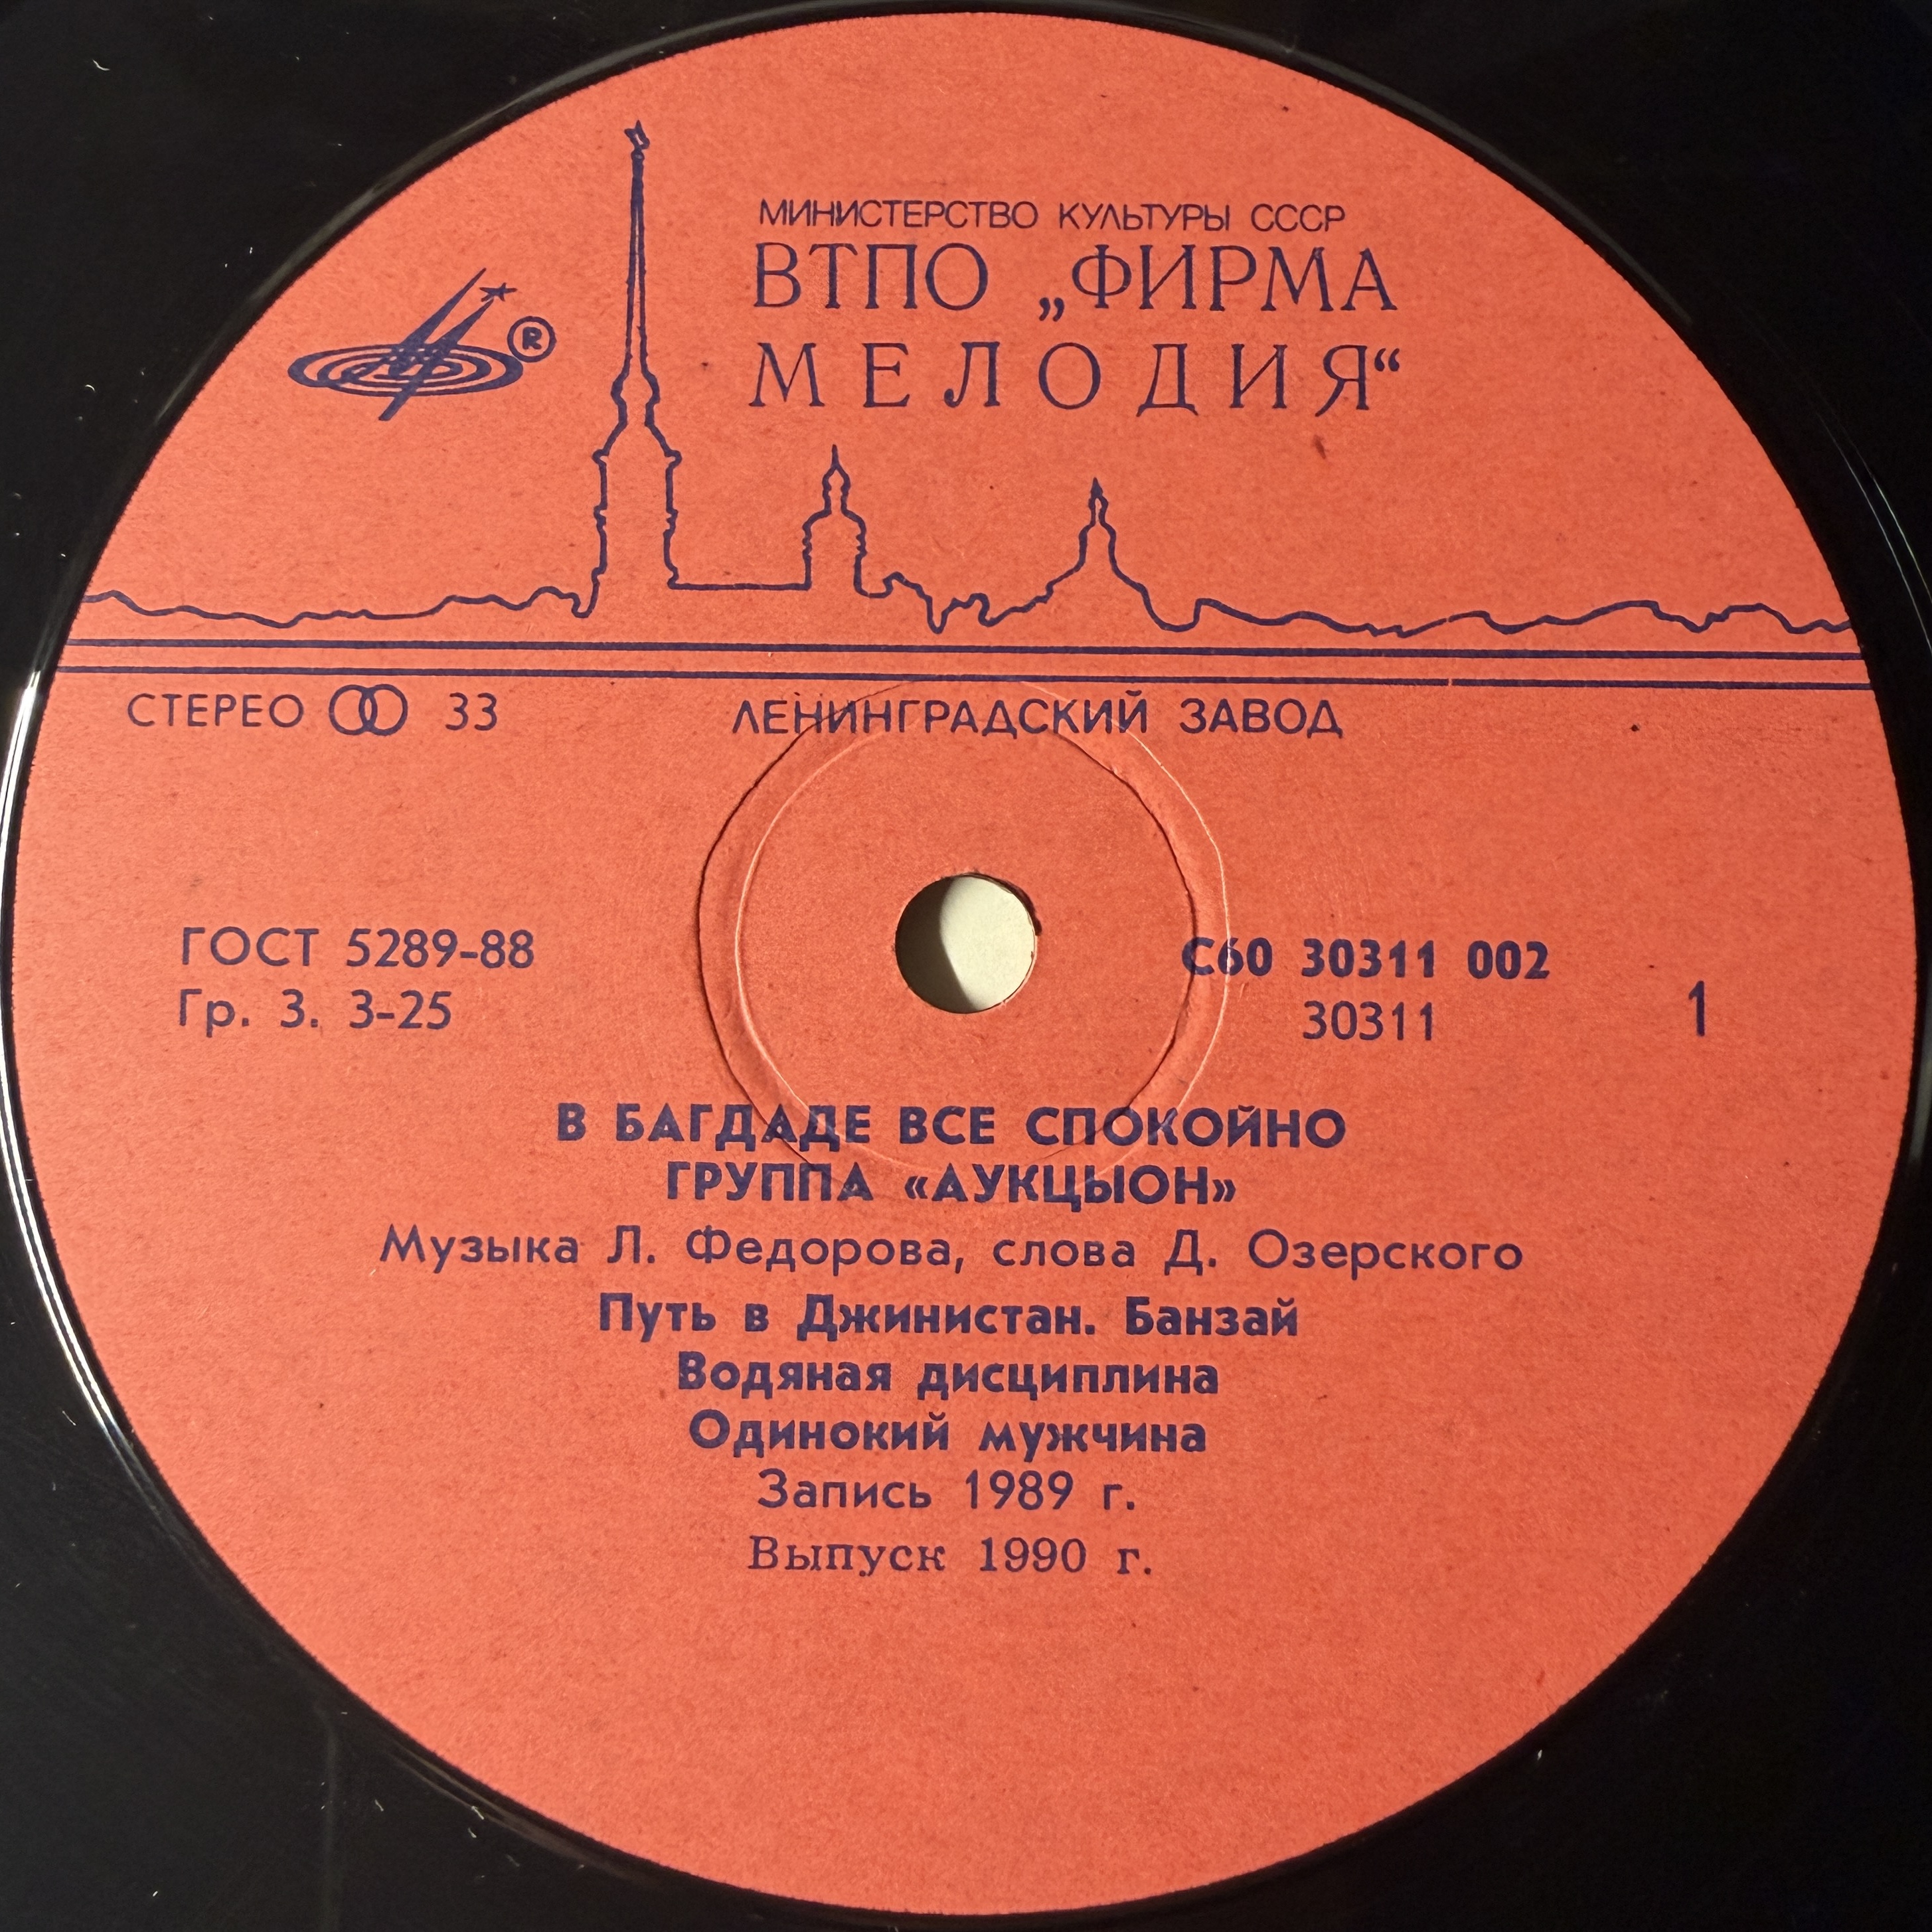 МИНИСТЕРСТВО КУЛЬТУРЫ СССР
ВТПО „ФИРМА
МЕЛОДИЯ“
®
СТЕРЕО 33
ЛЕНИНГРАДСКИЙ ЗАВОД
ГОСТ 5289-88
Гр. 3. 3-25
С60 30311 002
30311
1
В БАГДАДЕ ВСЕ СПОКОЙНО
ГРУППА «АУКЦЫОН»
Музыка Л. Федорова, слова Д. Озерского
Путь в Джинистан. Банзай
Водяная дисциплина
Одинокий мужчина
Запись 1989 г.
Выпуск 1990 г.